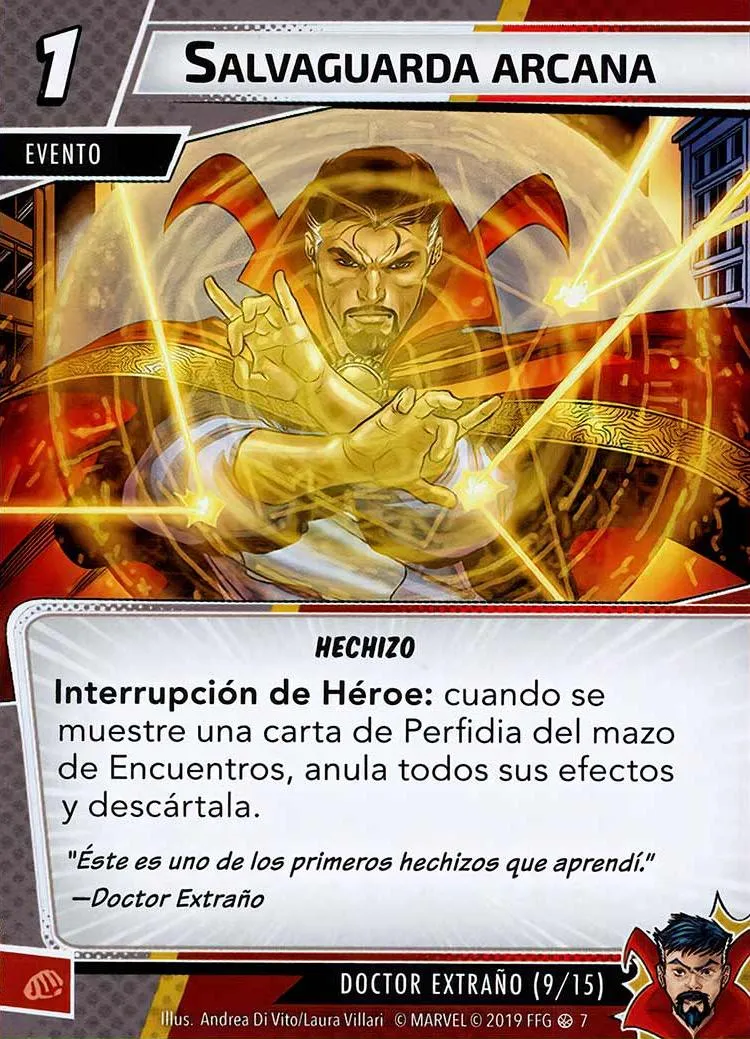 1
SALVAGUARDA ARCANA
EVENTO
HECHIZO
Interrupción de Héroe: cuando se
muestre una carta de Perfidia del mazo
de Encuentros, anula todos sus efectos
y descártala.
"Éste es uno de los primeros hechizos que aprendí."
—Doctor Extraño
DOCTOR EXTRAÑO (9/15)
Illus. Andrea Di Vito/Laura Villari © MARVEL © 2019 FFG 7